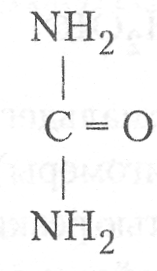 NH₂
C = O
NH₂